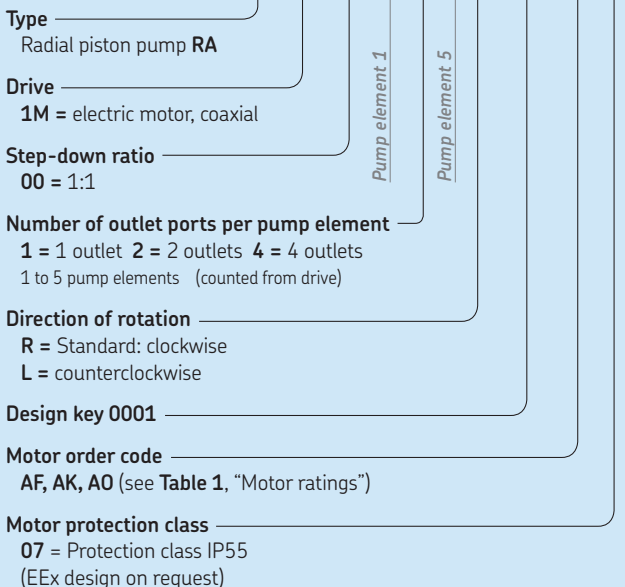 Type
Radial piston pump RA
Drive
1M = electric motor, coaxial
Step-down ratio
00 = 1:1
Pump element 1
Pump element 5
Number of outlet ports per pump element
1 = 1 outlet 2 = 2 outlets 4 = 4 outlets
1 to 5 pump elements (counted from drive)
Direction of rotation
R = Standard: clockwise
L = counterclockwise
Design key 0001
Motor order code
AF, AK, AO (see Table 1, “Motor ratings”)
Motor protection class
07 = Protection class IP55
(EEx design on request)